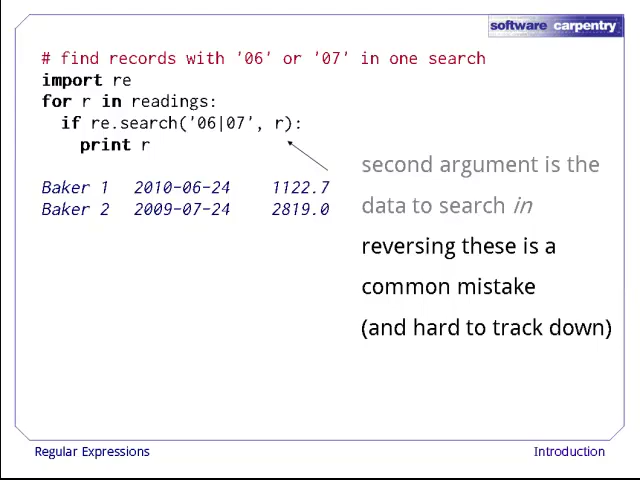 software carpentry
# find records with '06' or '07' in one search
import re
for r in readings:
  if re.search('06|07', r):
    print r
Baker 1   2010-06-24   1122.7
Baker 2   2009-07-24   2819.0
second argument is the
data to search in
reversing these is a
common mistake
(and hard to track down)
Regular Expressions
Introduction